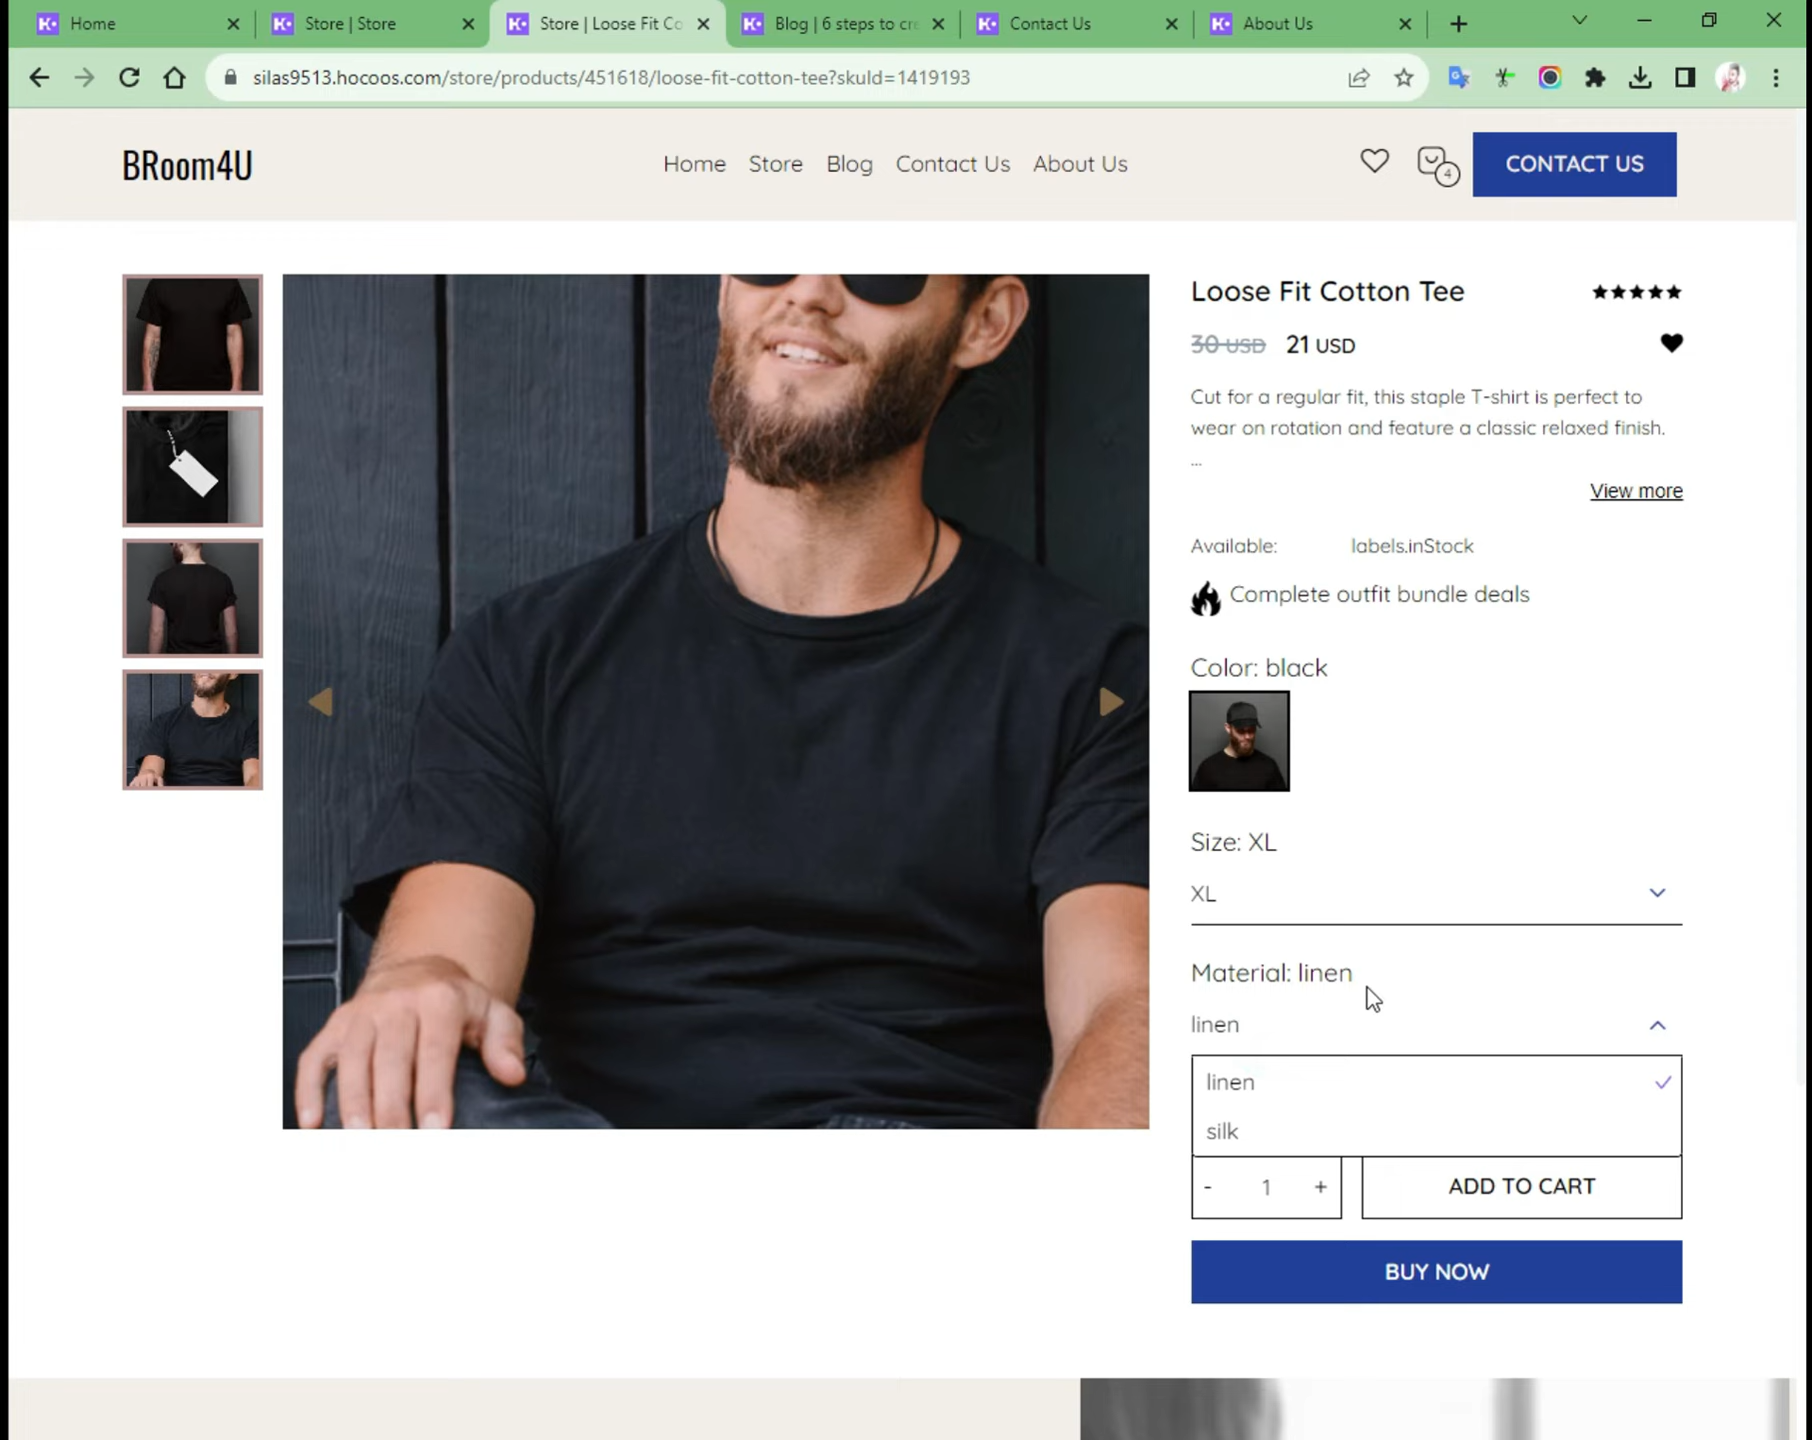 Home
Store | Store
Store | Loose Fit Co
Blog | 6 steps to cre
Contact Us
About Us
silas9513.hocoos.com/store/products/451618/loose-fit-cotton-tee?skuId=1419193
BRoom4U
Home Store Blog Contact Us About Us
4
CONTACT US
Loose Fit Cotton Tee
30 USD 21 USD
Cut for a regular fit, this staple T-shirt is perfect to
wear on rotation and feature a classic relaxed finish.
...
View more
Available: labels.inStock
Complete outfit bundle deals
Color: black
Size: XL
XL
Material: linen
linen
linen
silk
- 1 +
ADD TO CART
BUY NOW